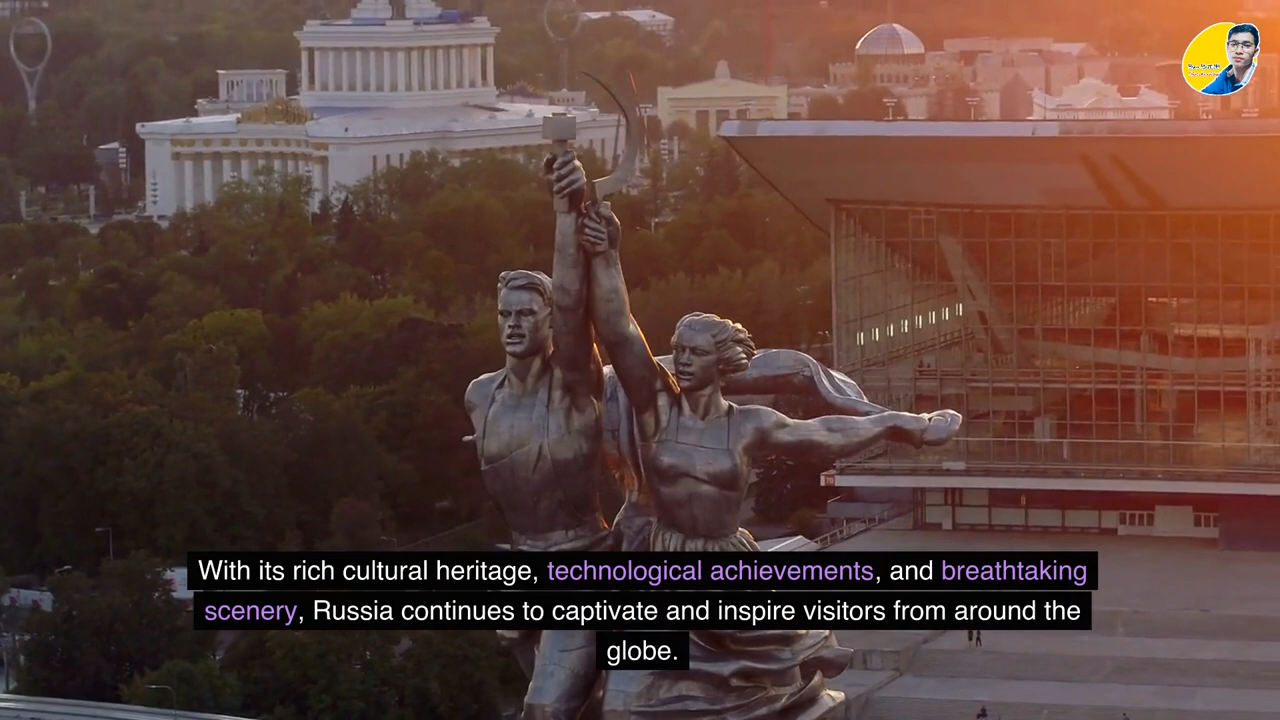 With its rich cultural heritage, technological achievements, and breathtaking
scenery, Russia continues to captivate and inspire visitors from around the
globe.